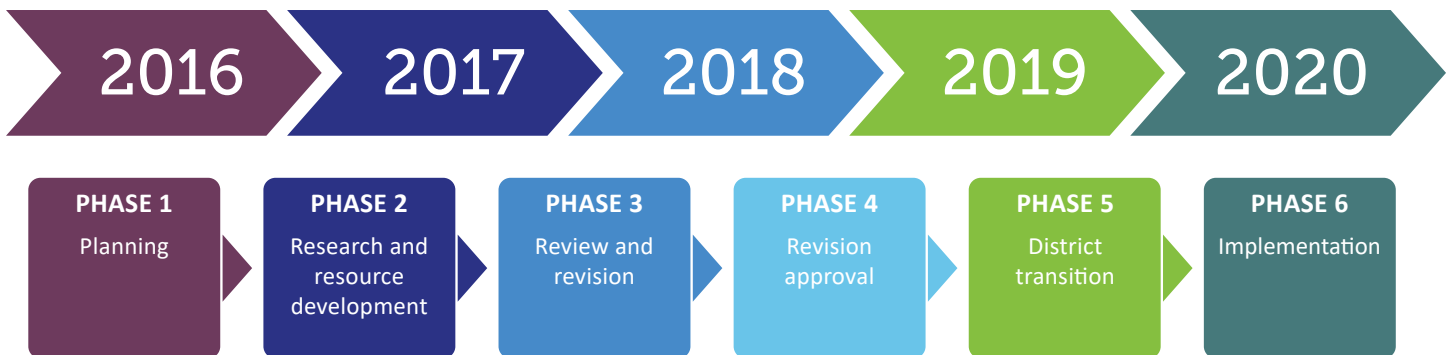 2016
2017
2018
2019
2020
PHASE 1
Planning
PHASE 2
Research and
resource
development
PHASE 3
Review and
revision
PHASE 4
Revision
approval
PHASE 5
District
transition
PHASE 6
Implementation